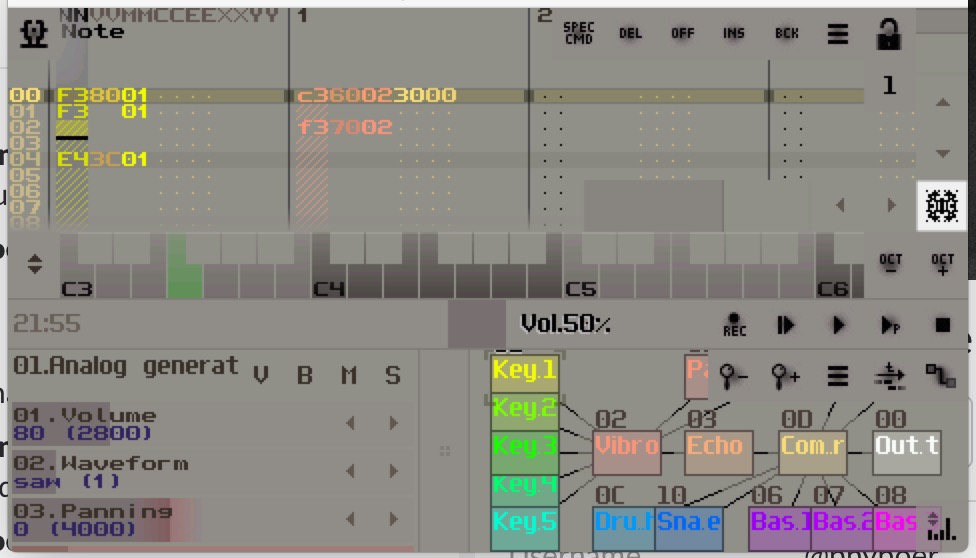 NNVVMMCCEEXXYY 1 2
Note
SPEC CMD DEL OFF INS BCK
1
00 F38001 c360023000
01 F3 01
02 f37002
03
04 E43C01
05
06
07
08
C3 C4 C5 C6
OCT - OCT +
21:55 Vol.50% REC P
01.Analog generat V B M S
01.Volume
80 (2800)
02.Waveform
saw (1)
03.Panning
0 (4000)
Key.1
Key.2 02 03 0D 00
Key.3 Vibro Echo Com.r Out.t
Key.4 0C 10 06 07 08
Key.5 Dru. Sna.e Bas.1 Bas.2 Bas
Username